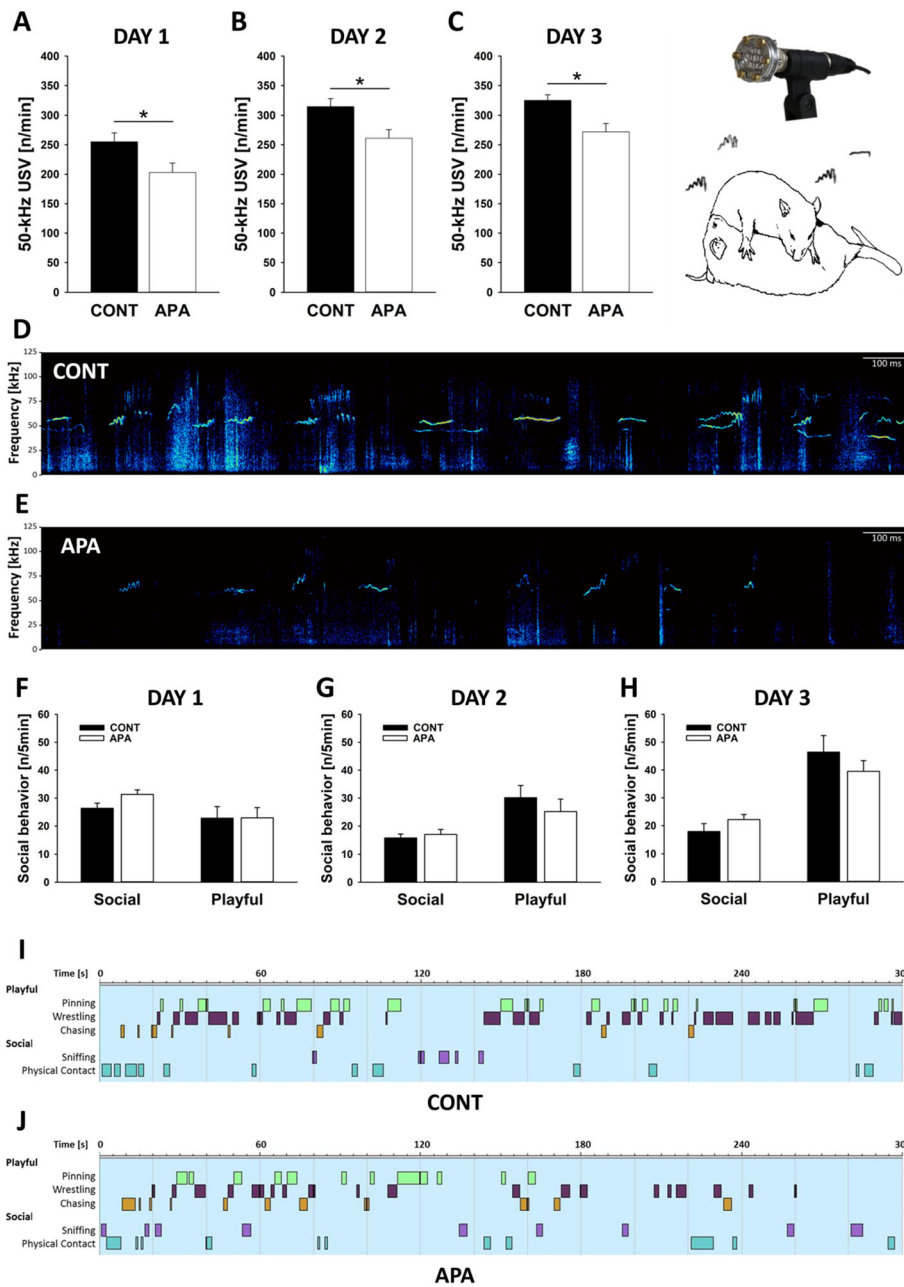 A DAY 1 B DAY 2 C DAY 3
50-kHz USV [n/min]
400
350
300
250
200
150
100
50
0
*
CONT APA
50-kHz USV [n/min]
400
350
300
250
200
150
100
50
0
*
CONT APA
50-kHz USV [n/min]
400
350
300
250
200
150
100
50
0
*
CONT APA
D
Frequency [kHz]
125
100
75
50
25
0
CONT
100 ms
E
Frequency [kHz]
125
100
75
50
25
0
APA
100 ms
F DAY 1 G DAY 2 H DAY 3
Social behavior [n/5min]
60
50
40
30
20
10
0
CONT
APA
Social Playful
Social behavior [n/5min]
60
50
40
30
20
10
0
CONT
APA
Social Playful
Social behavior [n/5min]
60
50
40
30
20
10
0
CONT
APA
Social Playful
I
Time [s] 0 60 120 180 240 30
Playful
Pinning
Wrestling
Chasing
Social
Sniffing
Physical Contact
CONT
J
Time [s] 0 60 120 180 240 30
Playful
Pinning
Wrestling
Chasing
Social
Sniffing
Physical Contact
APA